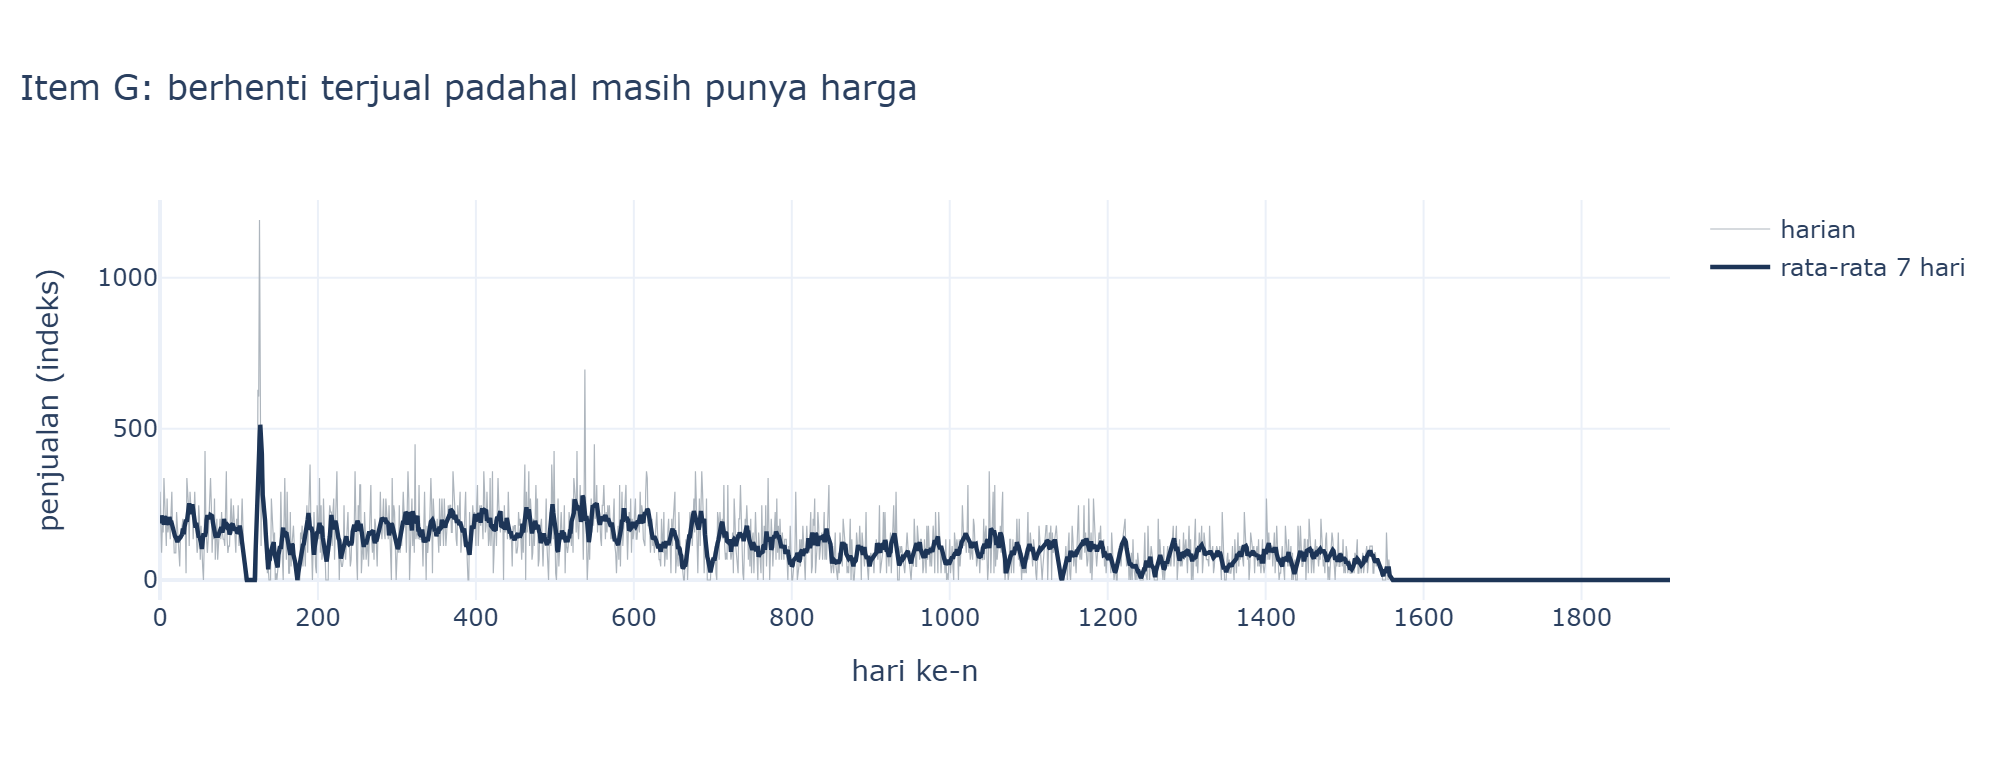 Item G: berhenti terjual padahal masih punya harga
harian
rata-rata 7 hari
penjualan (indeks)
1000
500
0
0 200 400 600 800 1000 1200 1400 1600 1800
hari ke-n